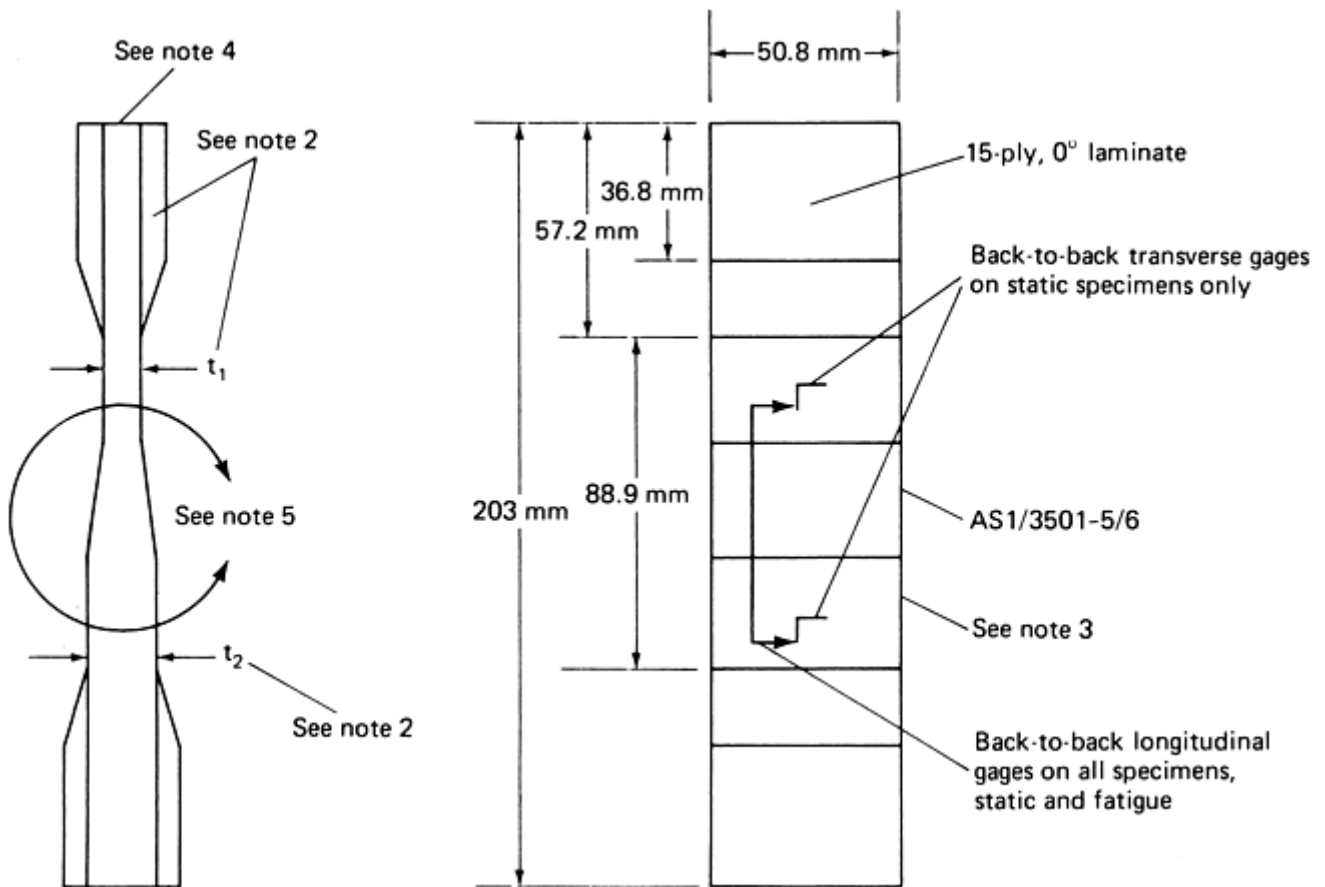 See note 4
50.8 mm
See note 2
15-ply, 0° laminate
36.8 mm
57.2 mm
Back-to-back transverse gages
on static specimens only
t₁
88.9 mm
203 mm
See note 5
AS1/3501-5/6
See note 3
t₂
See note 2
Back-to-back longitudinal
gages on all specimens,
static and fatigue